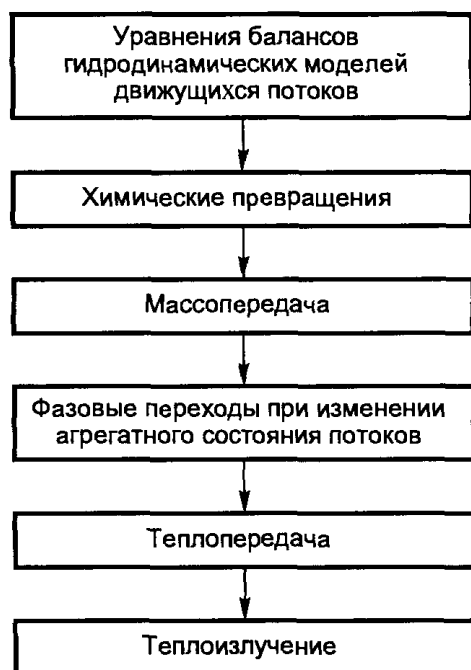 Уравнения балансов
гидродинамических моделей
движущихся потоков
Химические превращения
Массопередача
Фазовые переходы при изменении
агрегатного состояния потоков
Теплопередача
Теплоизлучение